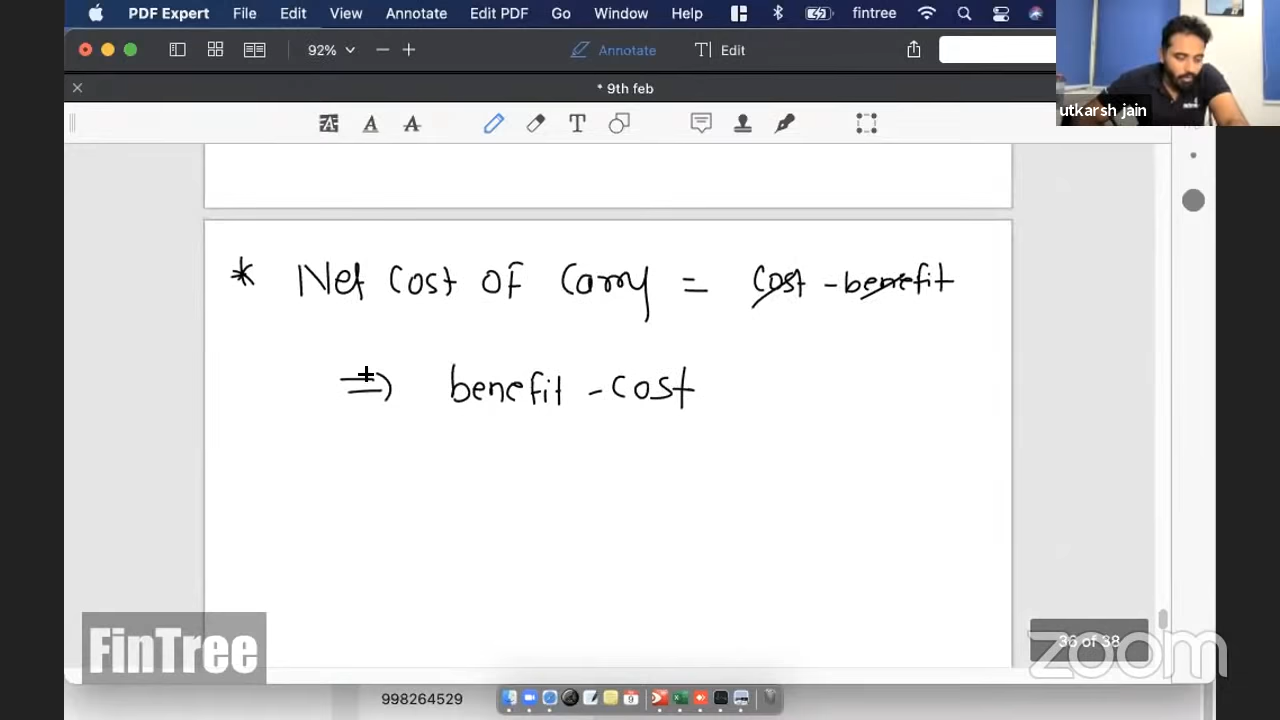 PDF Expert File Edit View Annotate Edit PDF Go Window Help fintree
92% Annotate Edit
* 9th feb
utkarsh jain
* Net Cost of Carry = cost - benefit
⇒ benefit - cost
FinTree
36 of 38
zoom
998264529